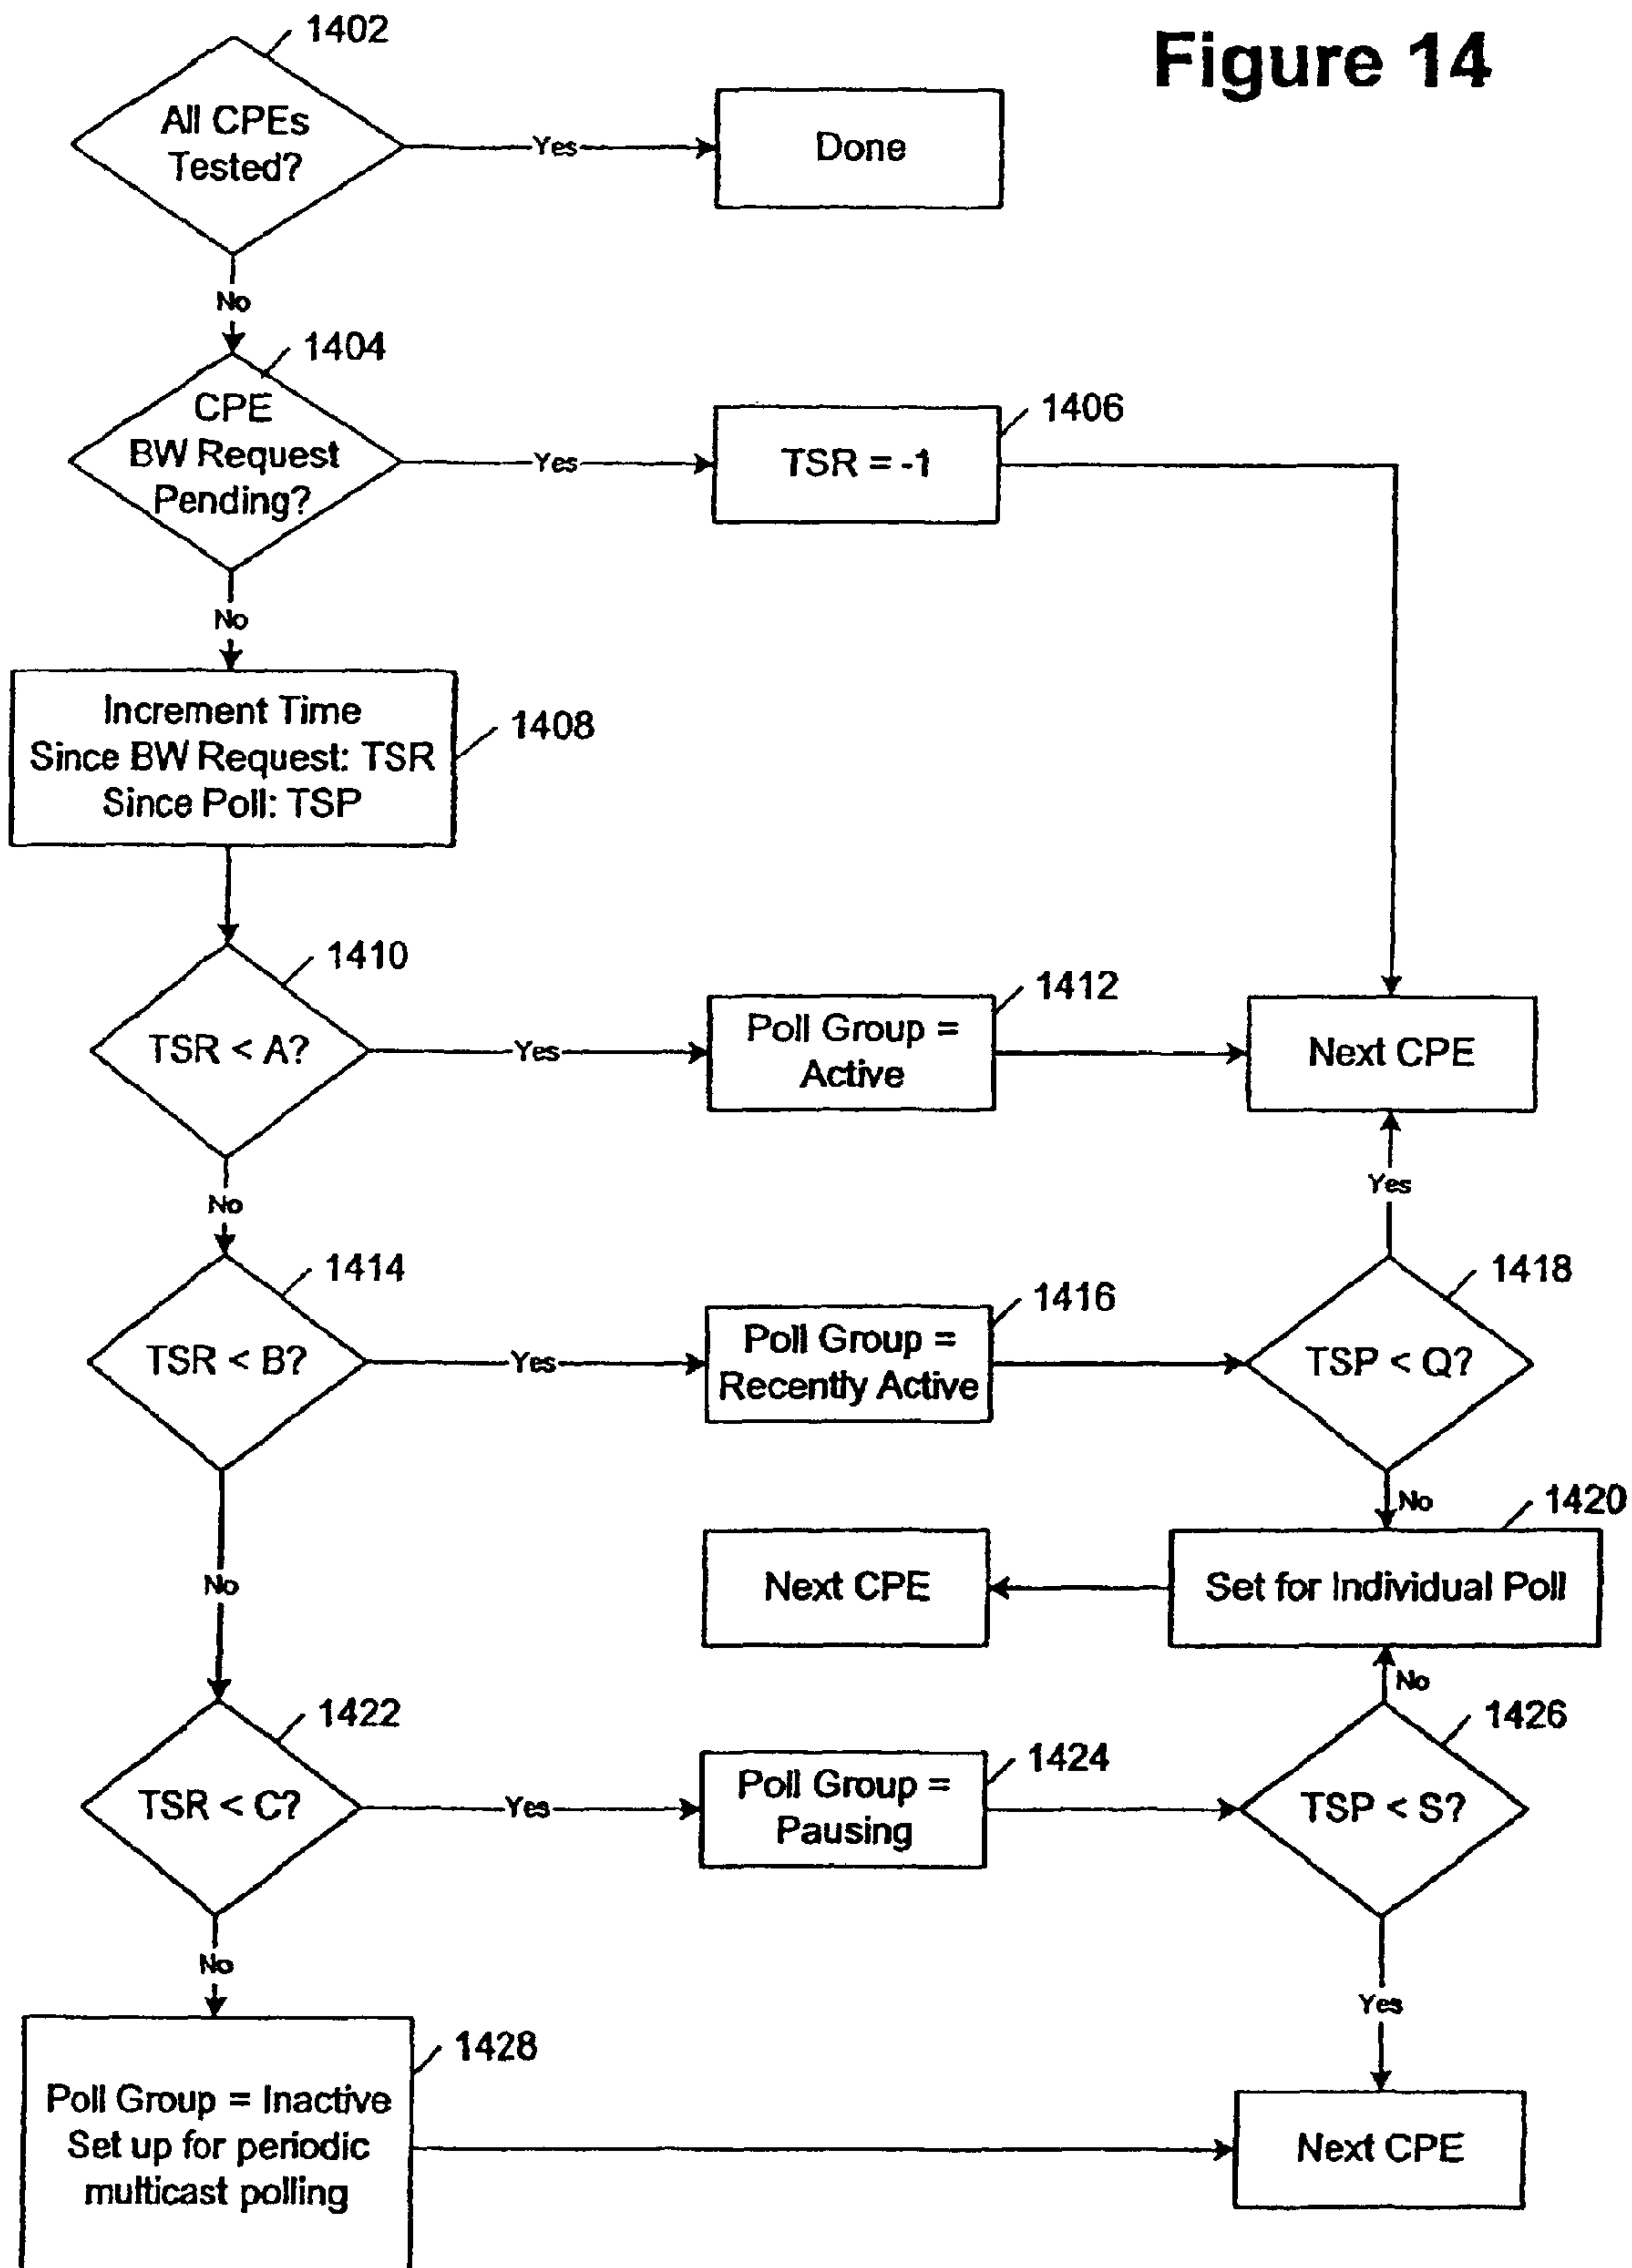 Figure 14
1402
All CPEs
Tested?
Yes
Done
No
1404
CPE
BW Request
Pending?
Yes
1406
TSR = -1
No
Increment Time
Since BW Request: TSR
Since Poll: TSP
1408
1410
TSR < A?
Yes
1412
Poll Group =
Active
Next CPE
No
Yes
1414
TSR < B?
Yes
1416
Poll Group =
Recently Active
1418
TSP < Q?
No
1420
Set for Individual Poll
Next CPE
No
No
1422
TSR < C?
Yes
1424
Poll Group =
Pausing
1426
TSP < S?
No
Yes
1428
Poll Group = Inactive
Set up for periodic
multicast polling
Next CPE